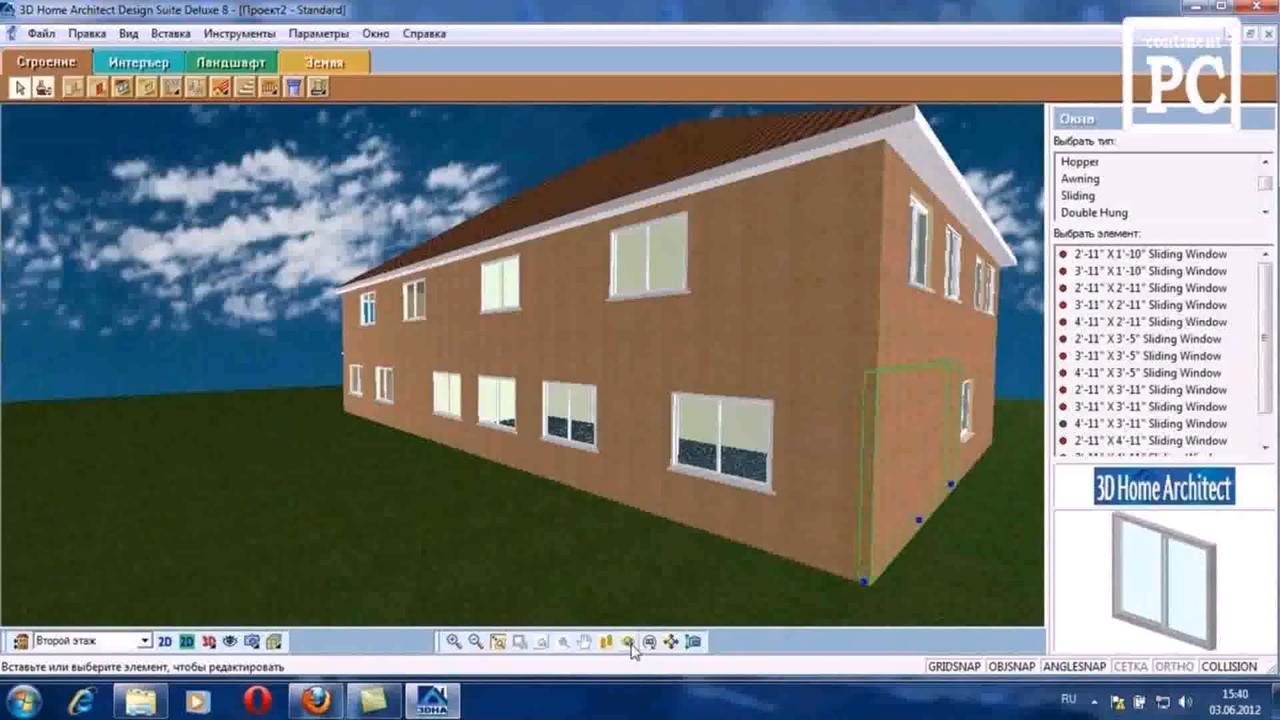 3D Home Architect Design Suite Deluxe 8 - [Проект2 - Standard]
Файл Правка Вид Вставка Инструменты Параметры Окно Справка
continent
PC
Строение Интерьер Ландшафт Земля
Окно
Выбрать тип:
Hopper
Awning
Sliding
Double Hung
Выбрать элемент:
2'-11" X 1'-10" Sliding Window
3'-11" X 1'-10" Sliding Window
2'-11" X 2'-11" Sliding Window
3'-11" X 2'-11" Sliding Window
4'-11" X 2'-11" Sliding Window
2'-11" X 3'-5" Sliding Window
3'-11" X 3'-5" Sliding Window
4'-11" X 3'-5" Sliding Window
2'-11" X 3'-11" Sliding Window
3'-11" X 3'-11" Sliding Window
4'-11" X 3'-11" Sliding Window
2'-11" X 4'-11" Sliding Window
3D Home Architect
Второй этаж 2D 2D 3D
Вставьте или выберите элемент, чтобы редактировать
GRIDSNAP OBJSNAP ANGLESNAP СЕТКА ORTHO COLLISION
3DHA
RU
15:40
03.06.2012